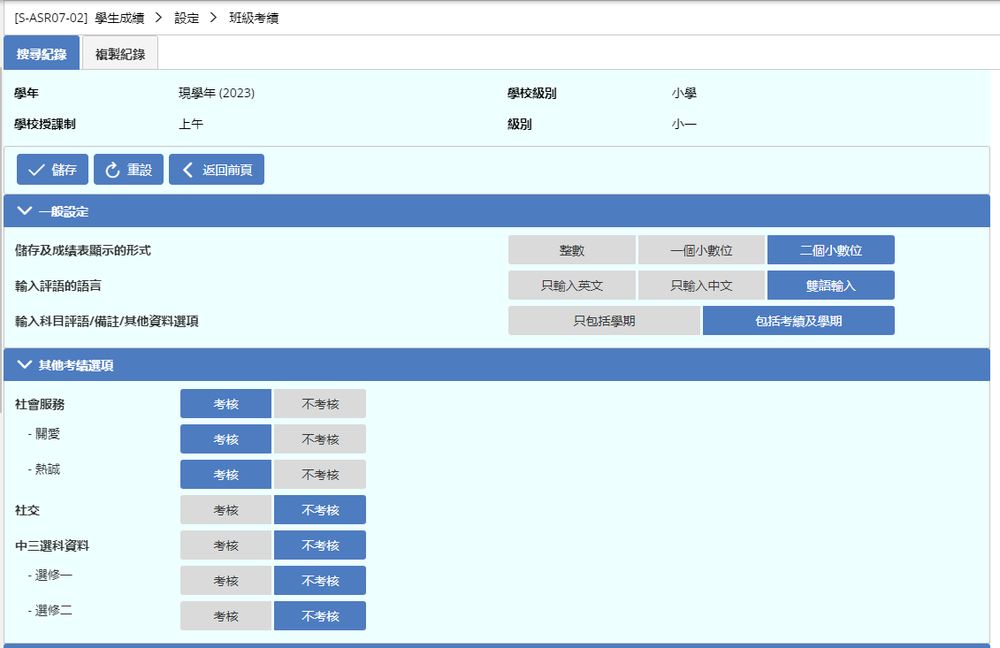 [S-ASR07-02] 學生成績 > 設定 > 班級考績
搜尋紀錄 複製紀錄
學年 現學年 (2023) 學校級別 小學
學校授課制 上午 級別 小一
儲存 重設 返回前頁
一般設定
儲存及成績表顯示的形式 整數 一個小數位 二個小數位
輸入評語的語言 只輸入英文 只輸入中文 雙語輸入
輸入科目評語/備註/其他資料選項 只包括學期 包括考績及學期
其他考績選項
社會服務 考核 不考核
- 關愛 考核 不考核
- 熱誠 考核 不考核
社交 考核 不考核
中三選科資料 考核 不考核
- 選修一 考核 不考核
- 選修二 考核 不考核